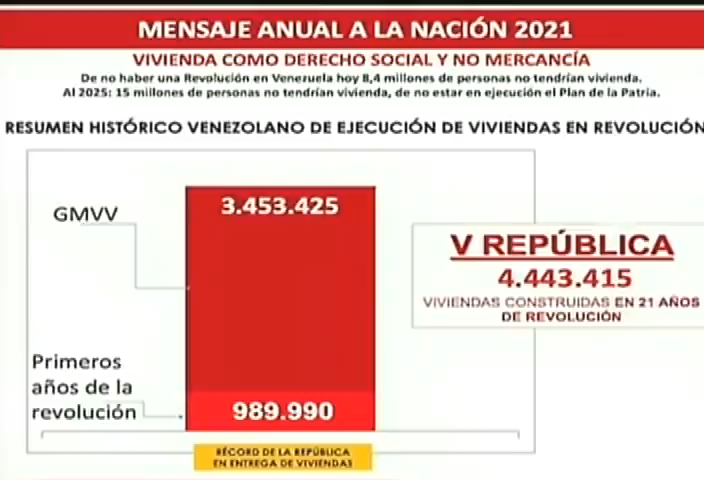 MENSAJE ANUAL A LA NACIÓN 2021
VIVIENDA COMO DERECHO SOCIAL Y NO MERCANCÍA
De no haber una Revolución en Venezuela hoy 8,4 millones de personas no tendrían vivienda.
Al 2025: 15 millones de personas no tendrían vivienda, de no estar en ejecución el Plan de la Patria.
RESUMEN HISTÓRICO VENEZOLANO DE EJECUCIÓN DE VIVIENDAS EN REVOLUCIÓN
GMVV
3.453.425
V REPÚBLICA
4.443.415
VIVIENDAS CONSTRUIDAS EN 21 AÑOS
DE REVOLUCIÓN
Primeros
años de la
revolución
989.990
RÉCORD DE LA REPÚBLICA
EN ENTREGA DE VIVIENDAS